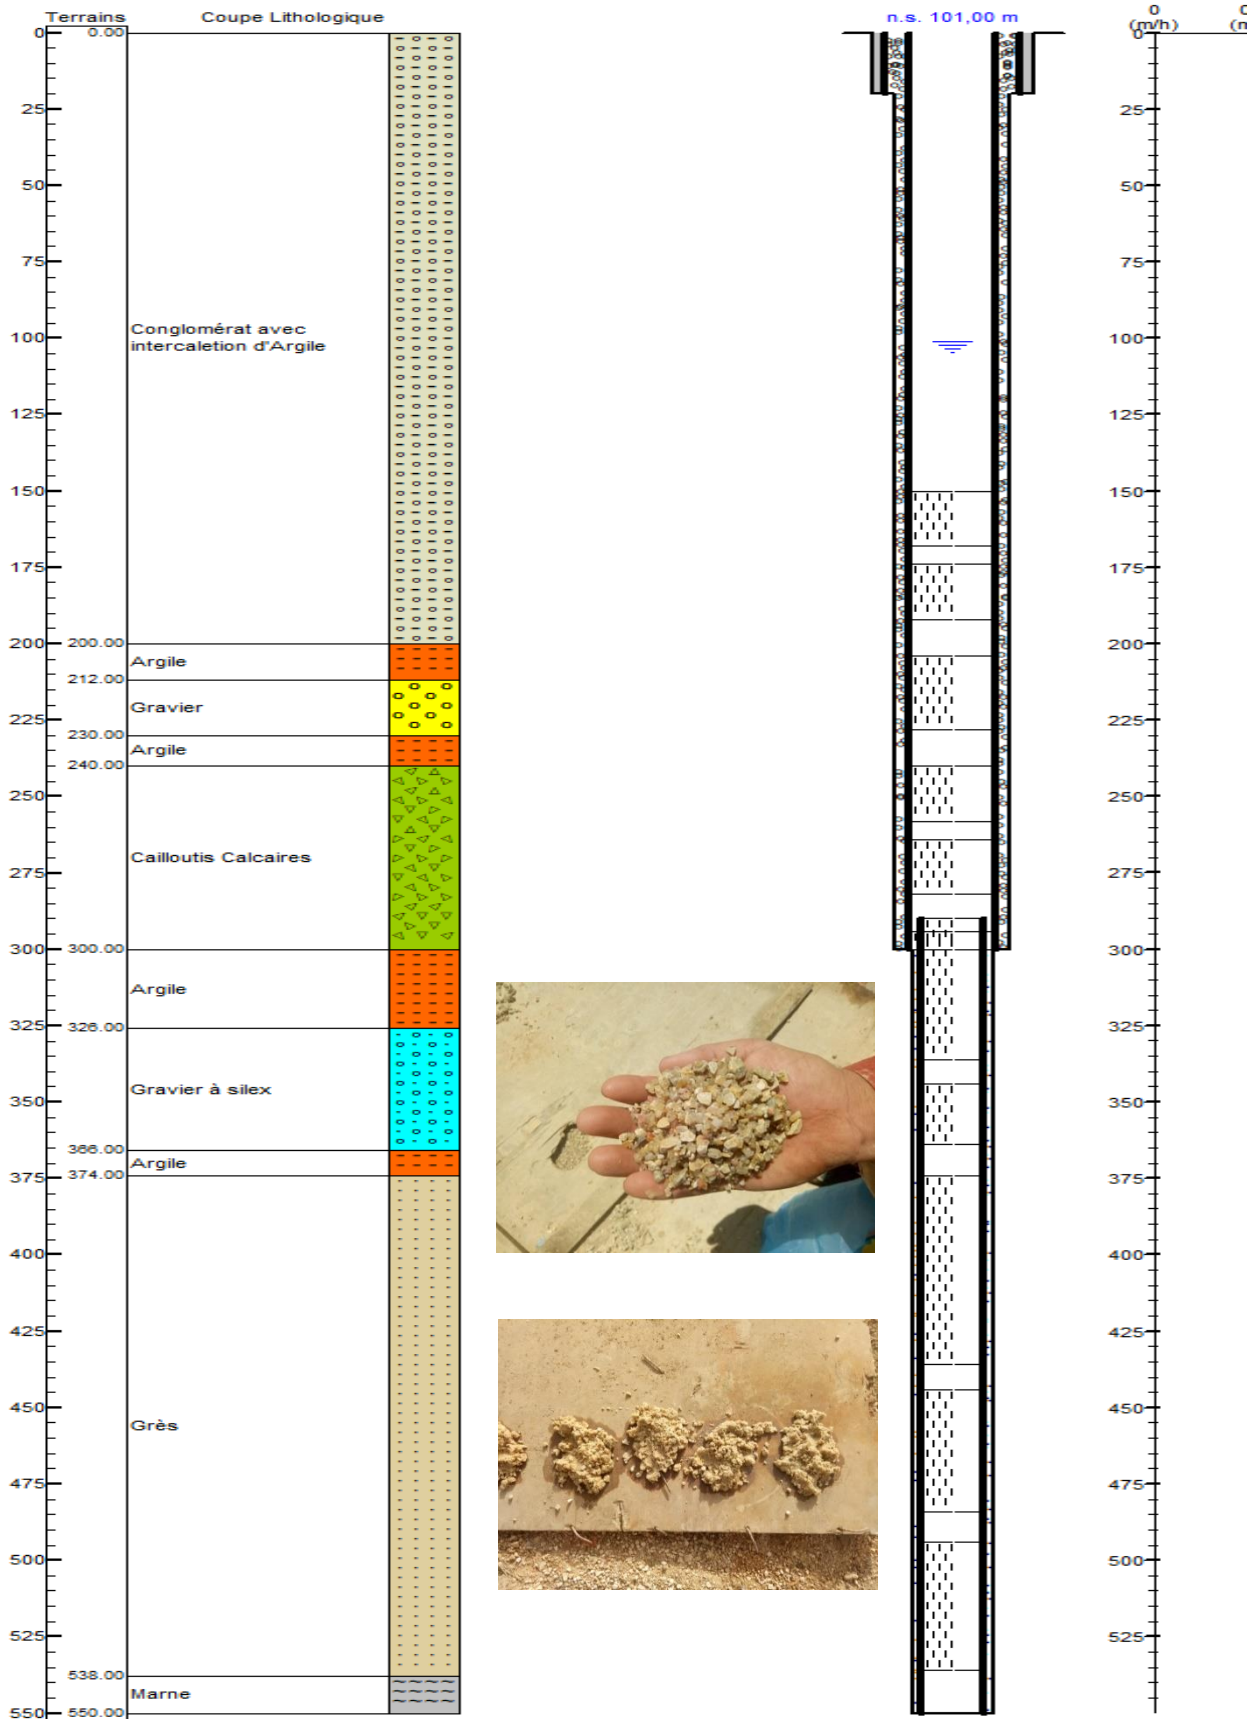 Terrains Coupe Lithologique n.s. 101,00 m 0 0
(m/h) (m
0 0.00 0
25 25
50 50
75 75
Conglomérat avec
100 100
intercaletion d'Argile
125 125
150 150
175 175
200 200.00 200
Argile
212.00
Gravier
225 225
230.00
Argile
240.00
250 250
Cailloutis Calcaires
275 275
300 300.00 300
Argile
325 326.00 325
Gravier à silex
350 350
366.00
Argile
375 374.00 375
400 400
425 425
450 450
Grès
475 475
500 500
525 525
538.00
Marne
550 550.00